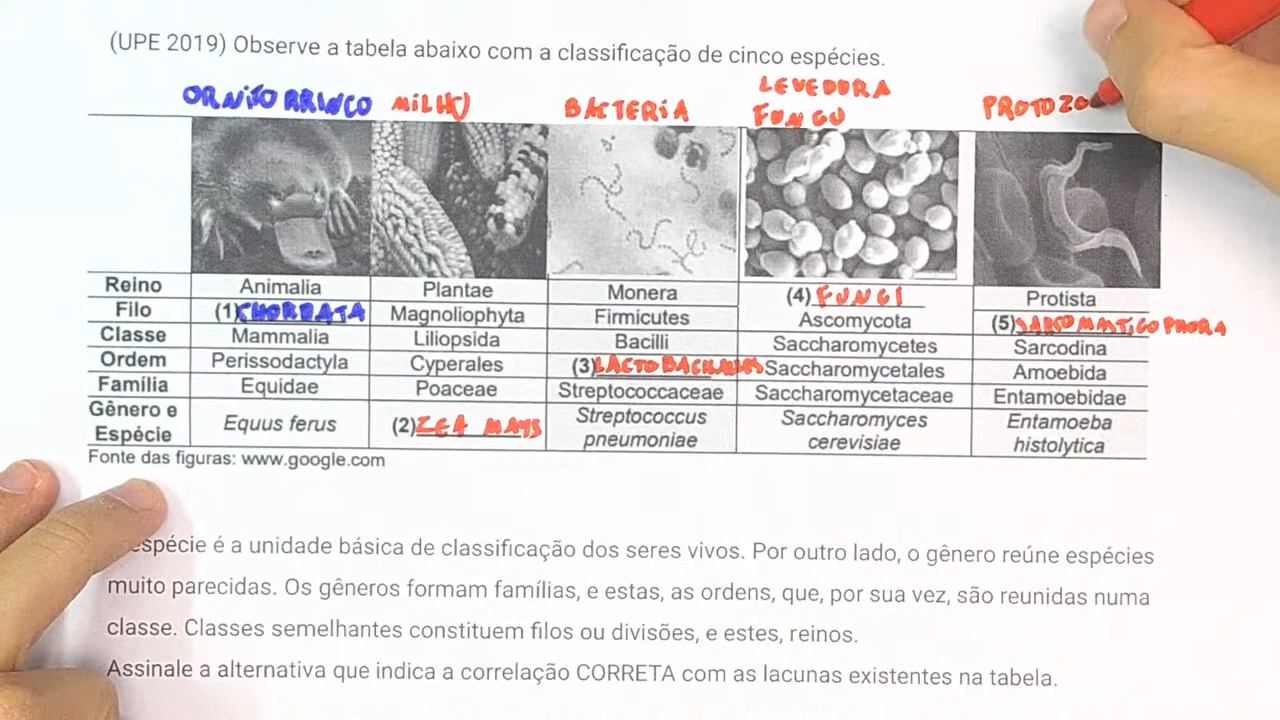 (UPE 2019) Observe a tabela abaixo com a classificação de cinco espécies.
ORNITORRINCO MILHO BACTERIA LEVEDORA FUNGO PROTOZO
Reino Animalia Plantae Monera (4) FUNGI Protista
Filo (1) CHORDATA Magnoliophyta Firmicutes Ascomycota (5) SARCOMASTIGOPHORA
Classe Mammalia Liliopsida Bacilli Saccharomycetes Sarcodina
Ordem Perissodactyla Cyperales (3) LACTOBACILLALES Saccharomycetales Amoebida
Família Equidae Poaceae Streptococcaceae Saccharomycetaceae Entamoebidae
Gênero e Espécie Equus ferus (2) ZEA MAYS Streptococcus pneumoniae Saccharomyces cerevisiae Entamoeba histolytica
Fonte das figuras: www.google.com
espécie é a unidade básica de classificação dos seres vivos. Por outro lado, o gênero reúne espécies
muito parecidas. Os gêneros formam famílias, e estas, as ordens, que, por sua vez, são reunidas numa
classe. Classes semelhantes constituem filos ou divisões, e estes, reinos.
Assinale a alternativa que indica a correlação CORRETA com as lacunas existentes na tabela.